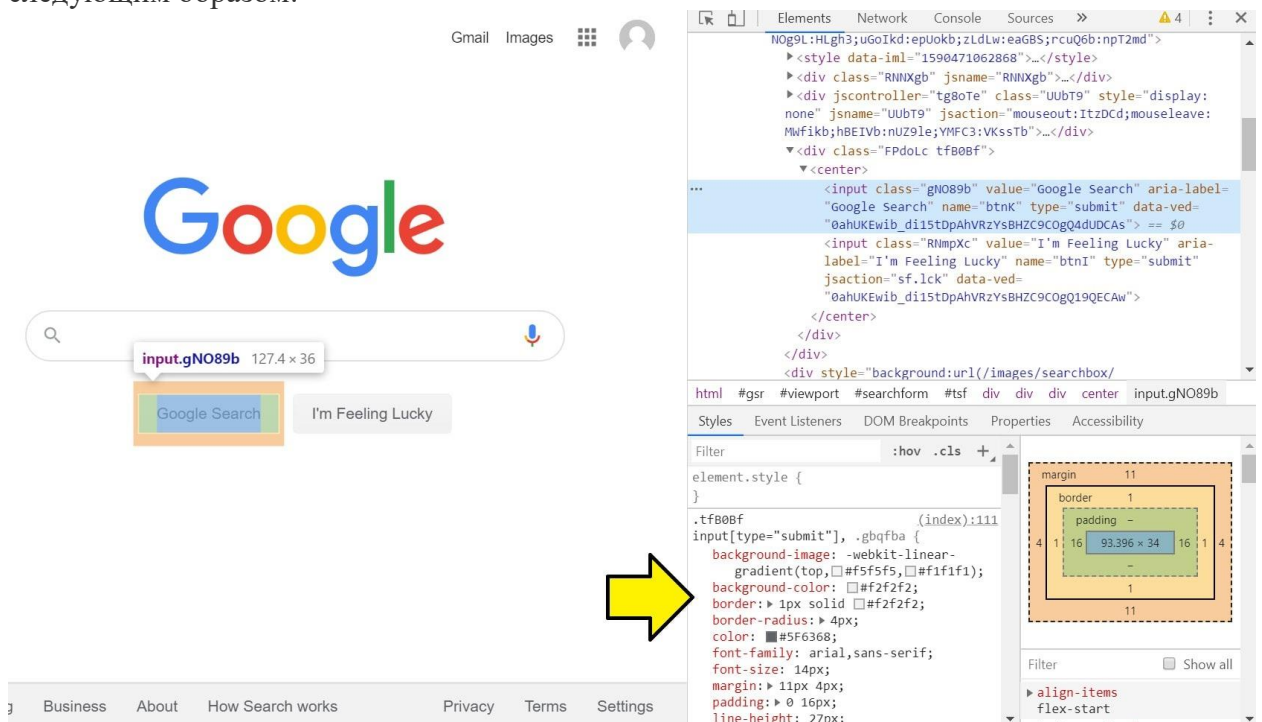 следующим образом:
Gmail Images
Google
input.gNO89b 127.4 × 36
Google Search I'm Feeling Lucky
Business About How Search works Privacy Terms Settings
Elements Network Console Sources » 4
NOg9L:HLgh3;uGoIkd:epUokb;zLdLw:eaGBS;rcuQ6b:npT2md">
<style data-iml="1590471062868">…</style>
<div class="RNNXgb" jsname="RNNXgb">…</div>
<div jscontroller="tg8oTe" class="UUbT9" style="display:
none" jsname="UUbT9" jsaction="mouseout:ItzDCd;mouseleave:
MWfikb;hBEIVb:nUZ9le;YMFC3:VKssTb">…</div>
<div class="FPdoLc tfB0Bf">
<center>
<input class="gNO89b" value="Google Search" aria-label=
"Google Search" name="btnK" type="submit" data-ved=
"0ahUKEwib_di15tDpAhVRzYsBHZC9COgQ4dUDCAs"> == $0
<input class="RNmpXc" value="I'm Feeling Lucky" aria-
label="I'm Feeling Lucky" name="btnI" type="submit"
jsaction="sf.lck" data-ved=
"0ahUKEwib_di15tDpAhVRzYsBHZC9COgQ19QECAw">
</center>
</div>
</div>
<div style="background:url(/images/searchbox/
html #gsr #viewport #searchform #tsf div div div center input.gNO89b
Styles Event Listeners DOM Breakpoints Properties Accessibility
Filter :hov .cls +
element.style {
}
.tfB0Bf (index):111
input[type="submit"], .gbqfba {
background-image: -webkit-linear-
gradient(top,#f5f5f5,#f1f1f1);
background-color: #f2f2f2;
border: 1px solid #f2f2f2;
border-radius: 4px;
color: #5F6368;
font-family: arial,sans-serif;
font-size: 14px;
margin: 11px 4px;
padding: 0 16px;
line-height: 27px;
margin 11
border 1
padding –
4 1 16 93.396 × 34 16 1 4
–
1
11
Filter Show all
align-items
flex-start